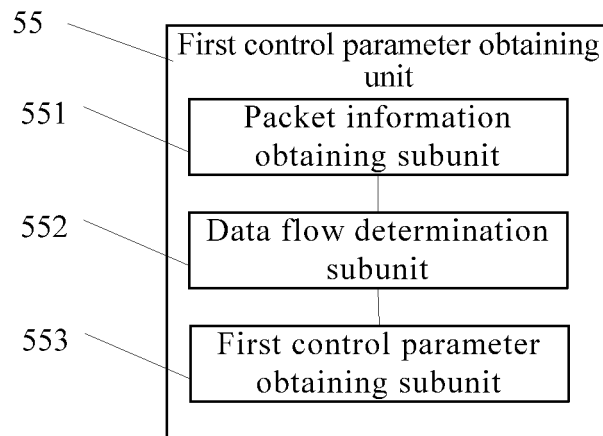 55
First control parameter obtaining
unit
551
Packet information
obtaining subunit
552
Data flow determination
subunit
553
First control parameter
obtaining subunit